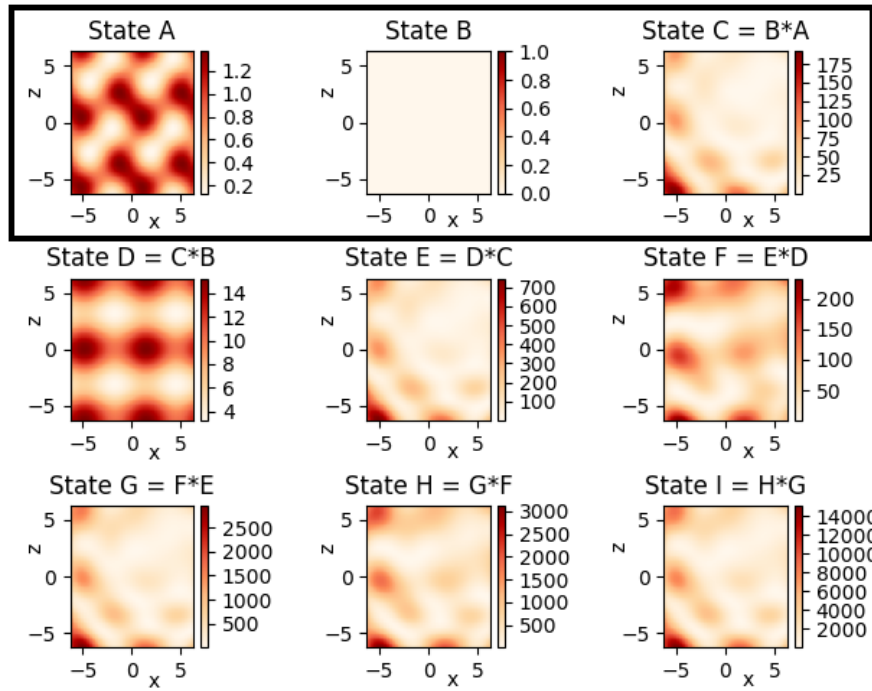 State A State B State C = B*A
5 5 5
z 0 z 0 z 0
−5 −5 −5
−5 0 5 −5 0 5 −5 0 5
x x x
1.2 1.0 0.8 0.6 0.4 0.2
1.0 0.8 0.6 0.4 0.2 0.0
175 150 125 100 75 50 25
State D = C*B State E = D*C State F = E*D
5 5 5
z 0 z 0 z 0
−5 −5 −5
−5 0 5 −5 0 5 −5 0 5
x x x
14 12 10 8 6 4
700 600 500 400 300 200 100
200 150 100 50
State G = F*E State H = G*F State I = H*G
5 5 5
z 0 z 0 z 0
−5 −5 −5
−5 0 5 −5 0 5 −5 0 5
x x x
2500 2000 1500 1000 500
3000 2500 2000 1500 1000 500
14000 12000 10000 8000 6000 4000 2000